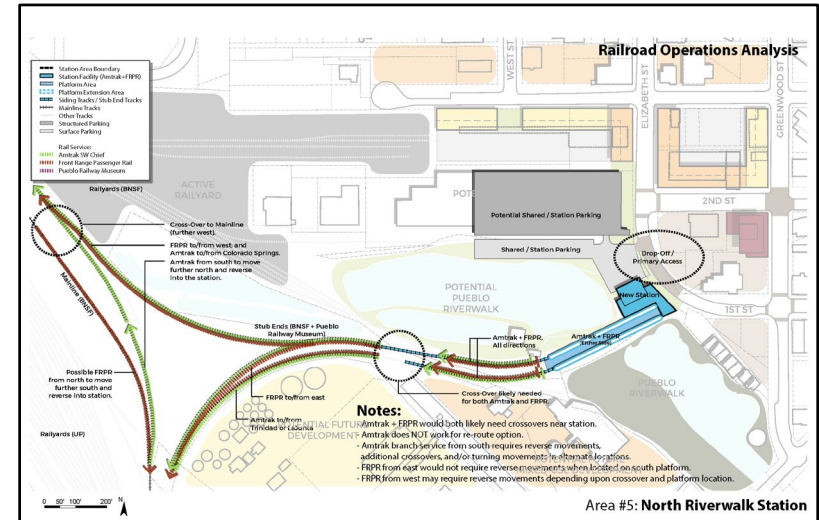 Railroad Operations Analysis
Station Area Boundary
Station Facility (Amtrak+FRPR)
Platform Area
Platform Extension Area
Siding Tracks / Stub End Tracks
Mainline Tracks
Other Tracks
Structured Parking
Surface Parking
Rail Service:
Amtrak SW Chief
Front Range Passenger Rail
Pueblo Railway Museum
WEST ST
ELIZABETH ST
GREENWOOD ST
Railyards (BNSF)
ACTIVE
RAILYARD
Potential Shared / Station Parking
2ND ST
Cross-Over to Mainline
(further west).
FRPR to/from west; and
Amtrak to/from Colorado Springs.
Amtrak from south to move
further north and reverse
into the station.
Shared / Station Parking
Drop-Off /
Primary Access
Mainline (BNSF)
POTENTIAL
PUEBLO
RIVERWALK
New Station
1ST ST
Stub Ends (BNSF + Pueblo
Railway Museum)
Amtrak + FRPR,
All directions
Amtrak + FRPR
(Either Side)
Possible FRPR
from north to move
further south and
reverse into station.
FRPR to/from east
Cross-Over likely needed
for both Amtrak and FRPR.
PUEBLO
RIVERWALK
Amtrak to/from
Trinidad or LaJunta
POTENTIAL FUTURE
DEVELOPMENT
Railyards (UP)
Notes:
- Amtrak + FRPR would both likely need crossovers near station.
- Amtrak does NOT work for re-route option.
- Amtrak branch service from south requires reverse movements,
additional crossovers, and/or turning movements in alternate locations.
- FRPR from east would not require reverse movements when located on south platform.
- FRPR from west may require reverse movements depending upon crossover and platform location.
0 50' 100' 200' N
Area #5: North Riverwalk Station